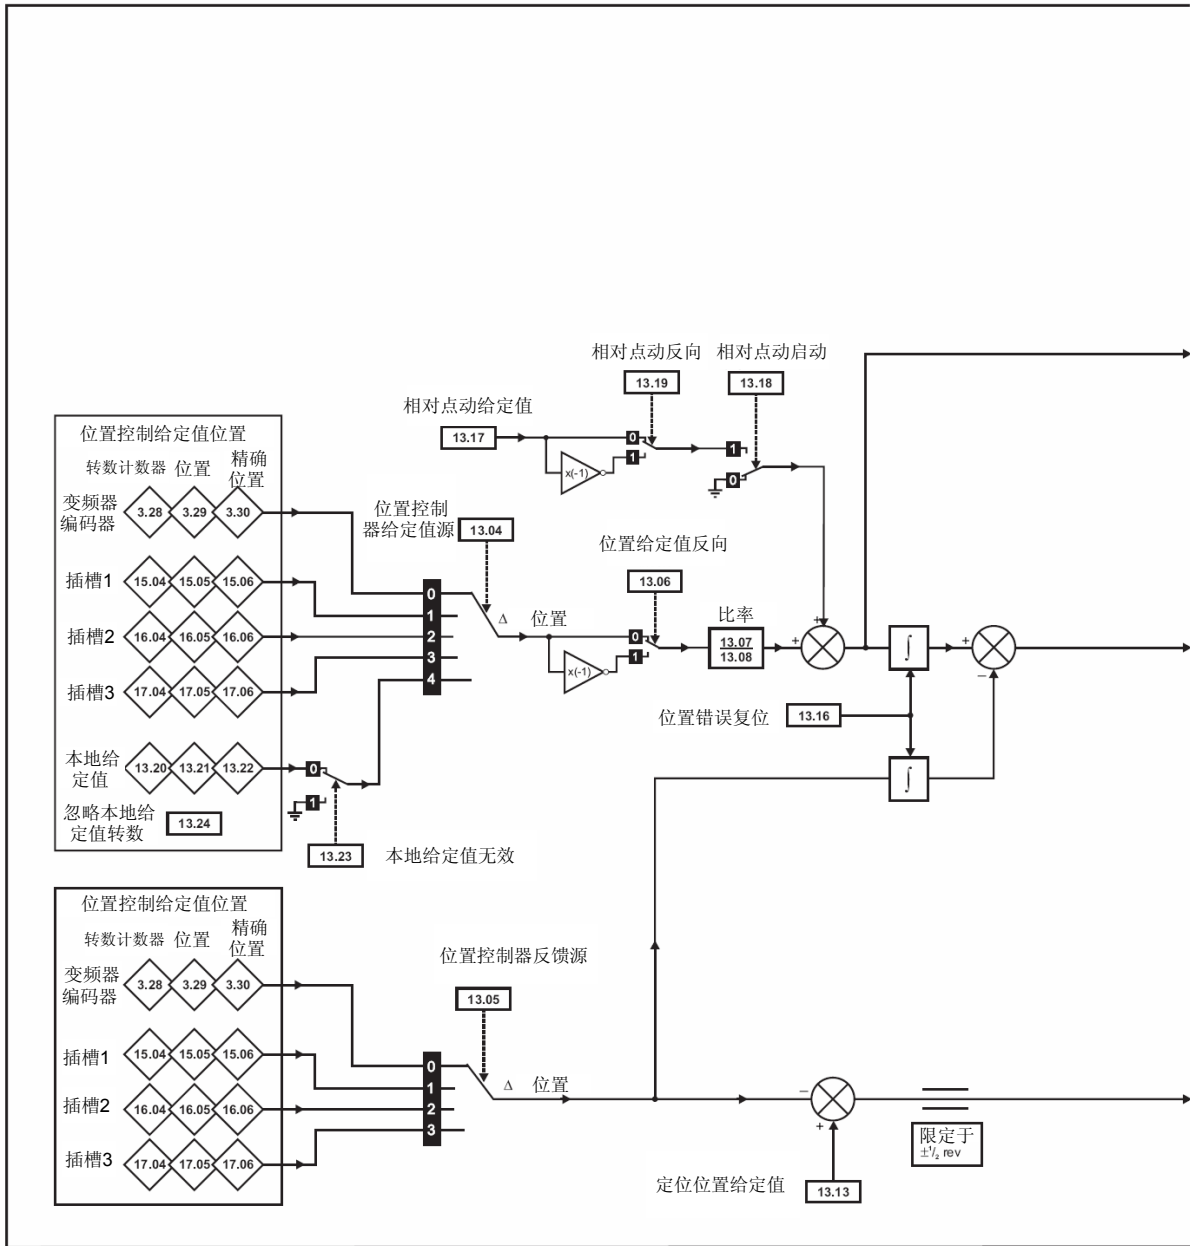 相对点动反向
相对点动启动
13.19
13.18
相对点动给定值
13.17
0
1
x(-1)
1
0
位置控制给定值位置
转数计数器
位置
精确
位置
变频器
编码器
3.28
3.29
3.30
插槽1
15.04
15.05
15.06
插槽2
16.04
16.05
16.06
插槽3
17.04
17.05
17.06
本地给
定值
13.20
13.21
13.22
忽略本地给
定值转数
13.24
0
1
13.23
本地给定值无效
位置控制
器给定值源
13.04
0
1
2
3
4
Δ 位置
位置给定值反向
13.06
0
1
x(-1)
比率
13.07
13.08
+
+
∫
+
−
位置错误复位
13.16
∫
位置控制给定值位置
转数计数器
位置
精确
位置
变频器
编码器
3.28
3.29
3.30
插槽1
15.04
15.05
15.06
插槽2
16.04
16.05
16.06
插槽3
17.04
17.05
17.06
位置控制器反馈源
13.05
0
1
2
3
Δ 位置
−
+
限定于
±1/2 rev
定位位置给定值
13.13